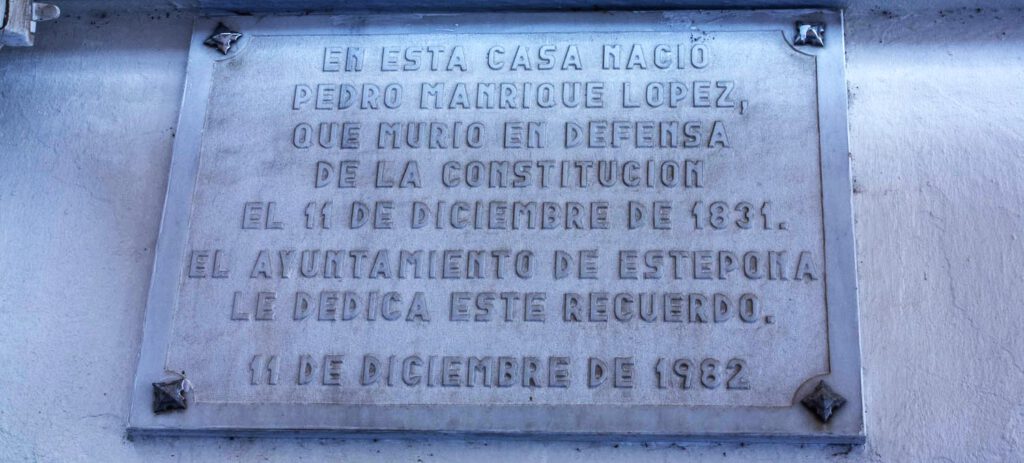 EN ESTA CASA NACIO
PEDRO MANRIQUE LOPEZ,
QUE MURIO EN DEFENSA
DE LA CONSTITUCION
EL 11 DE DICIEMBRE DE 1831.
EL AYUNTAMIENTO DE ESTEPONA
LE DEDICA ESTE RECUERDO.
11 DE DICIEMBRE DE 1982